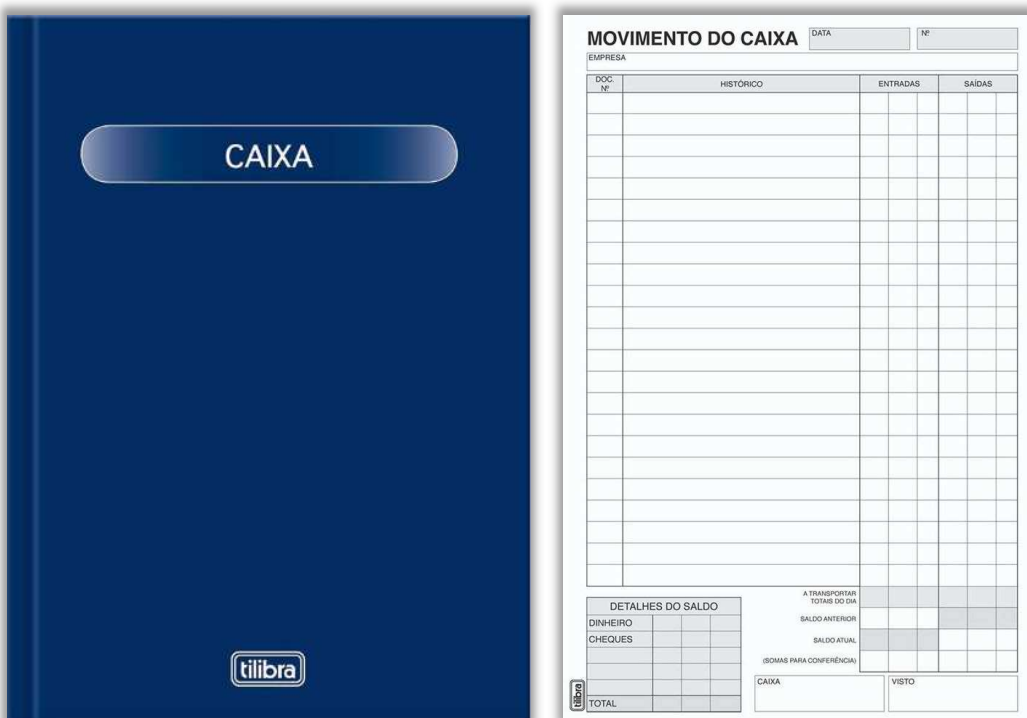 CAIXA
tilibra
MOVIMENTO DO CAIXA
DATA
Nº
EMPRESA
DOC. Nº
HISTÓRICO
ENTRADAS
SAÍDAS
A TRANSPORTAR
TOTAIS DO DIA
SALDO ANTERIOR
SALDO ATUAL
(SOMAS PARA CONFERÊNCIA)
DETALHES DO SALDO
DINHEIRO
CHEQUES
TOTAL
CAIXA
VISTO
tilibra